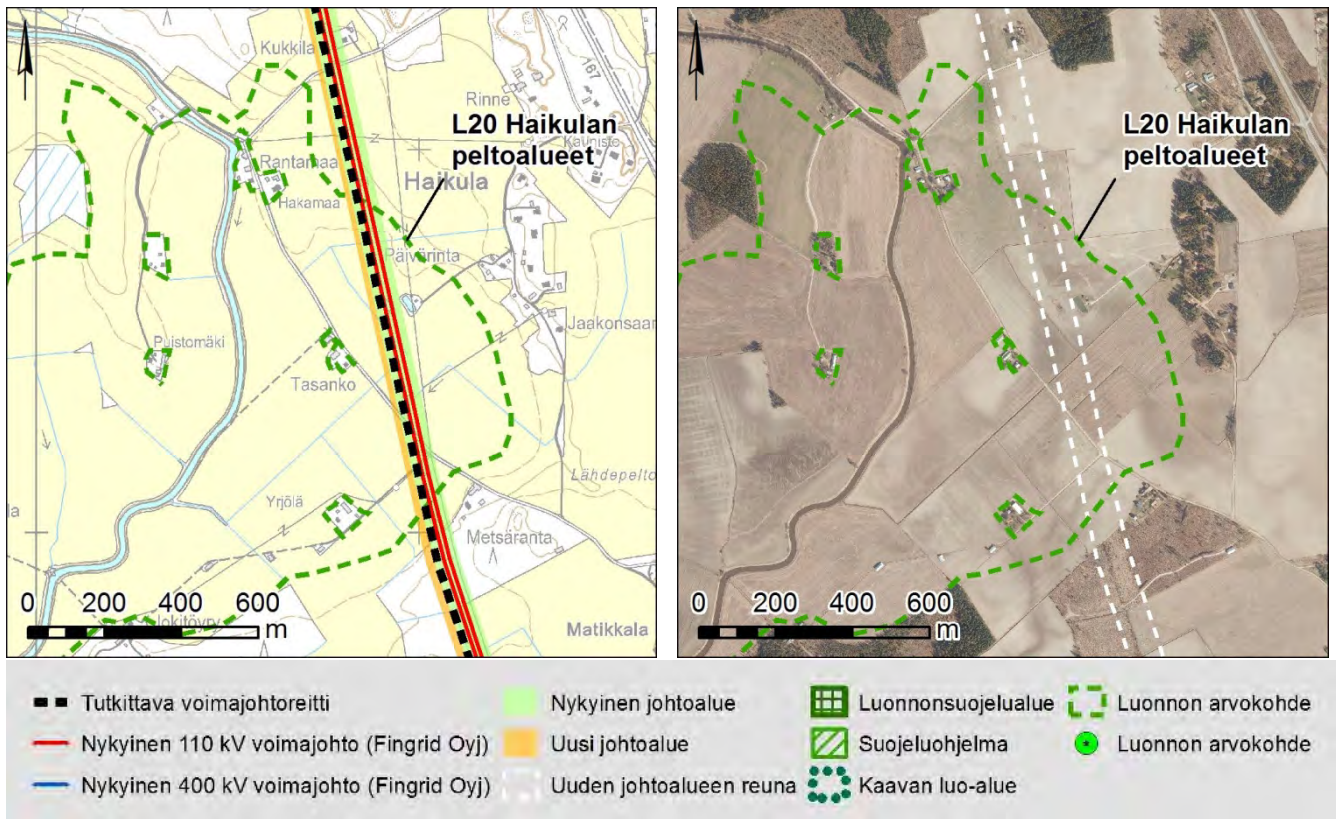 Kukkila
Rinne
167
L20 Haikulan
peltoalueet
Kauniste
Rantamaa
Haikula
Hakamaa
Päivärinta
Jaakonsaari
Puistomäki
Tasanko
Lähdepelto
Yrjölä
Metsäranta
Jokitöyry
Matikkala
0 200 400 600
m
L20 Haikulan
peltoalueet
0 200 400 600
m
Tutkittava voimajohtoreitti
Nykyinen 110 kV voimajohto (Fingrid Oyj)
Nykyinen 400 kV voimajohto (Fingrid Oyj)
Nykyinen johtoalue
Uusi johtoalue
Uuden johtoalueen reuna
Luonnonsuojelualue
Suojeluohjelma
Kaavan luo-alue
Luonnon arvokohde
Luonnon arvokohde